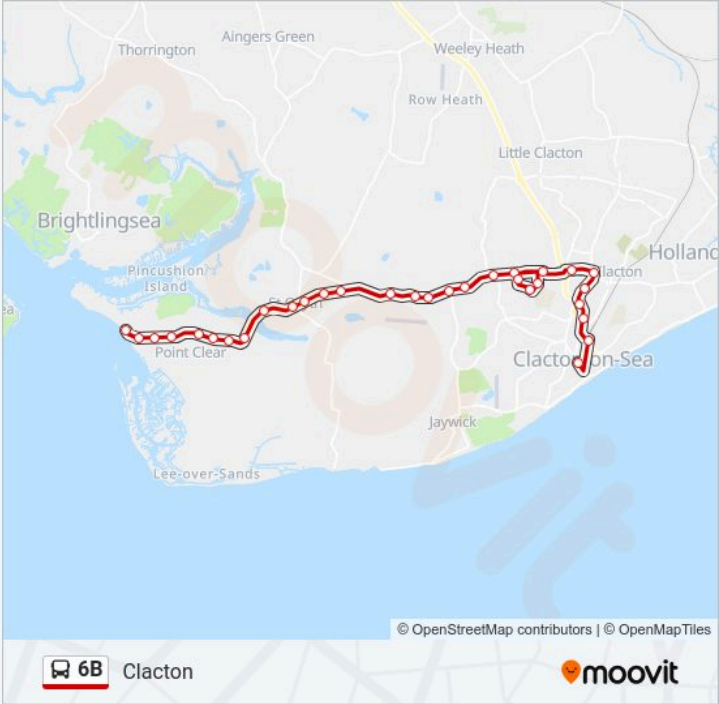 Thorrington
Aingers Green
Weeley Heath
Row Heath
Little Clacton
Brightlingsea
Holland
Pincushion
Island
Point Clear
Clacton-on-Sea
Jaywick
Lee-over-Sands
© OpenStreetMap contributors | © OpenMapTiles
6B Clacton
moovit